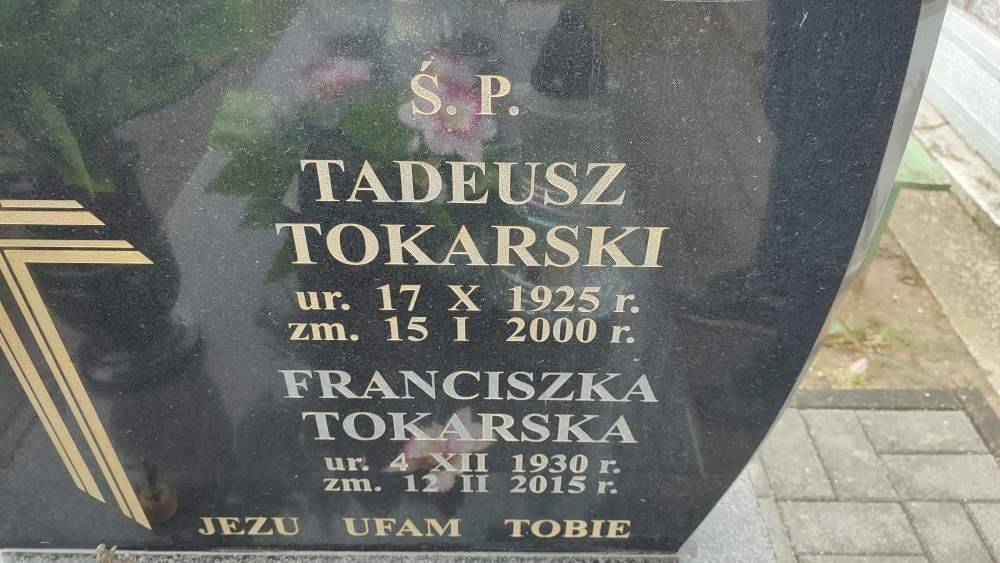 Ś. P.
TADEUSZ
TOKARSKI
ur. 17 X 1925 r.
zm. 15 I 2000 r.
FRANCISZKA
TOKARSKA
ur. 4 XII 1930 r.
zm. 12 II 2015 r.
JEZU UFAM TOBIE